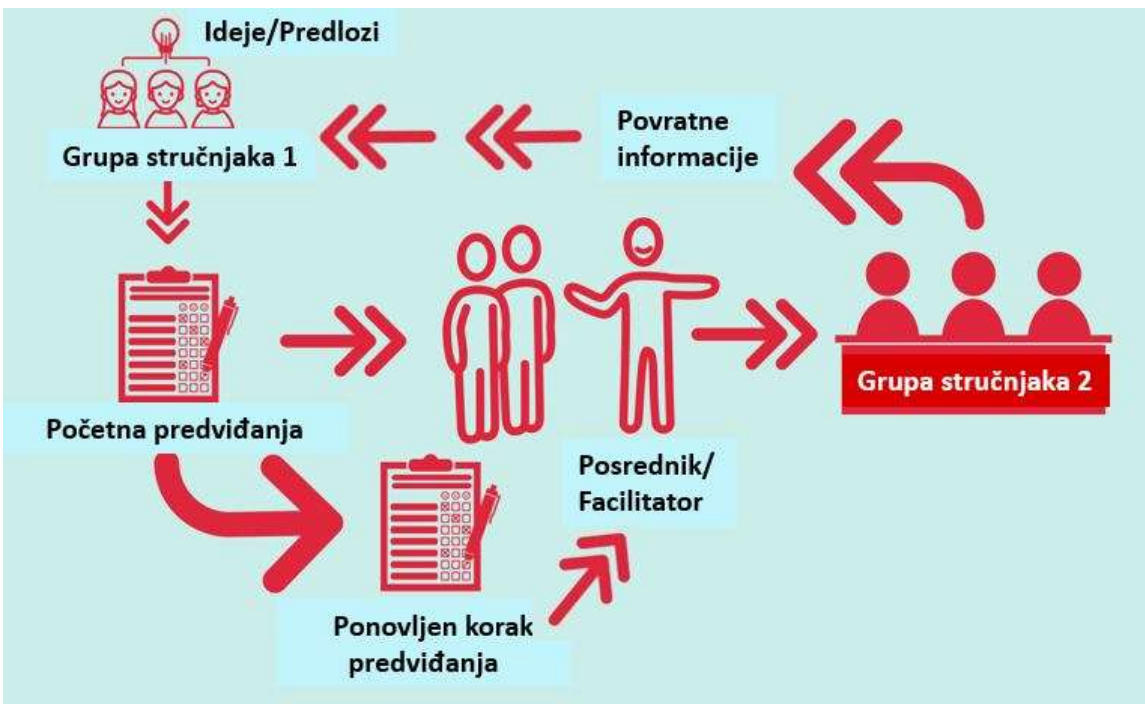 Ideje/Predlozi
Grupa stručnjaka 1
Povratne
informacije
Grupa stručnjaka 2
Početna predviđanja
Posrednik/
Facilitator
Ponovljen korak
predviđanja